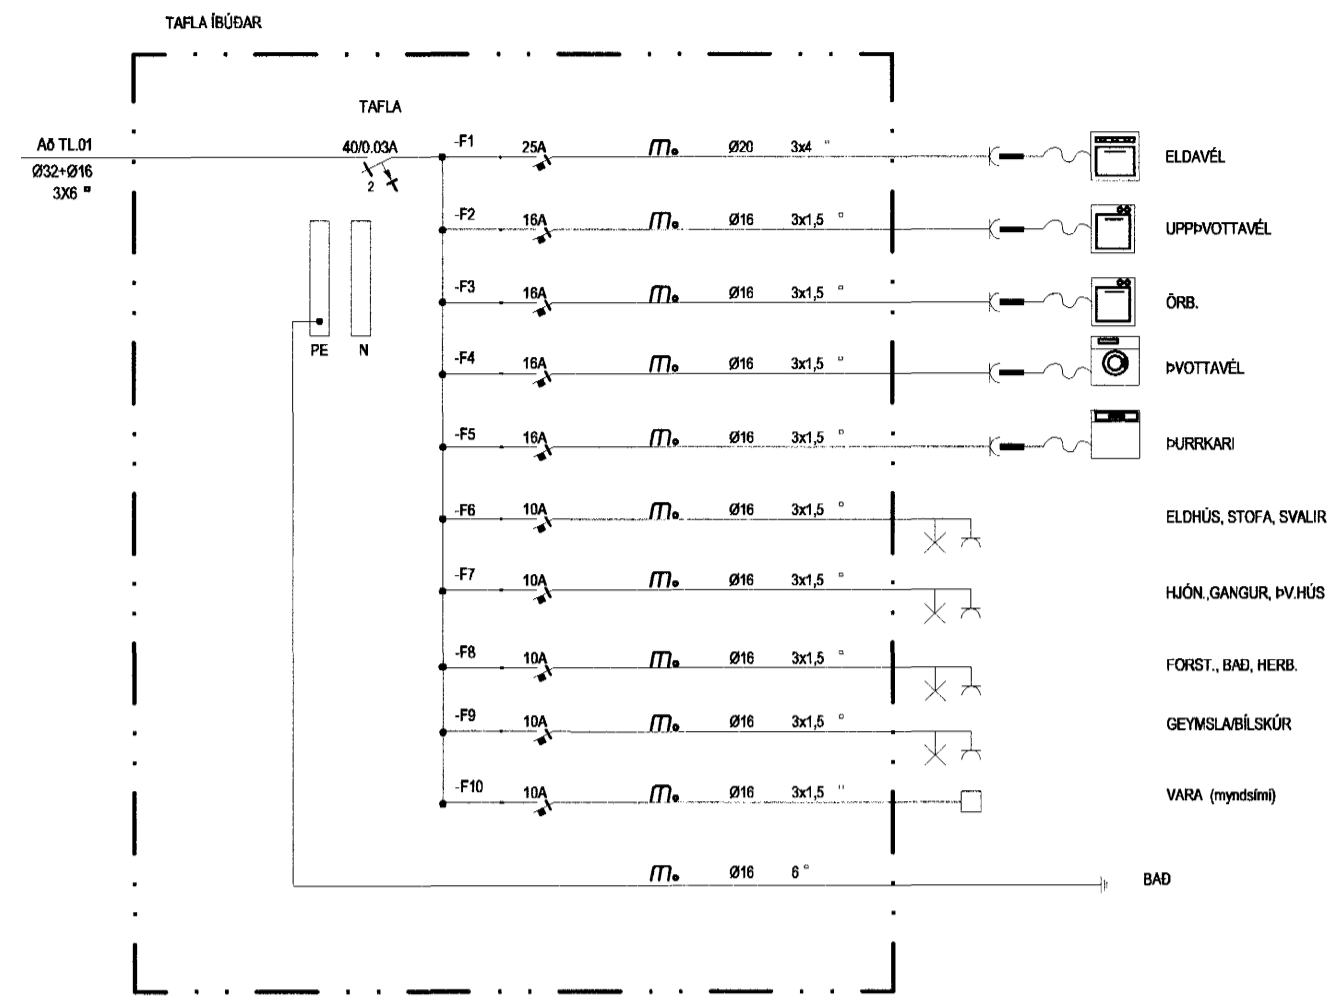 TAFLA ÍBÚÐAR
TAFLA
Að TL.01
Ø32+Ø16
3X6 ▫
40/0.03A
2
PE N
-F1 25A Ø20 3x4 ▫ ELDAVÉL
-F2 16A Ø16 3x1,5 ▫ UPPÞVOTTAVÉL
-F3 16A Ø16 3x1,5 ▫ ÖRB.
-F4 16A Ø16 3x1,5 ▫ ÞVOTTAVÉL
-F5 16A Ø16 3x1,5 ▫ ÞURRKARI
-F6 10A Ø16 3x1,5 ▫ ELDHÚS, STOFA, SVALIR
-F7 10A Ø16 3x1,5 ▫ HJÓN.,GANGUR, ÞV.HÚS
-F8 10A Ø16 3x1,5 ▫ FORST., BAÐ, HERB.
-F9 10A Ø16 3x1,5 ▫ GEYMSLA/BÍLSKÚR
-F10 10A Ø16 3x1,5 ▫ VARA (myndsími)
Ø16 6 ▫ BAÐ